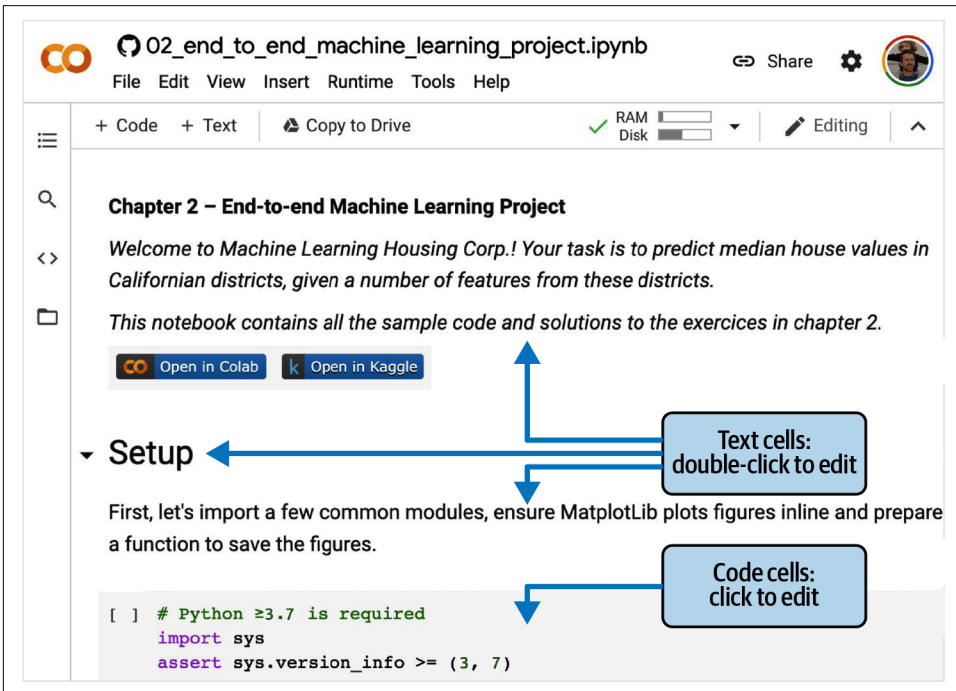 02_end_to_end_machine_learning_project.ipynb
File Edit View Insert Runtime Tools Help
Share
+ Code + Text Copy to Drive
RAM
Disk
Editing
Chapter 2 – End-to-end Machine Learning Project
Welcome to Machine Learning Housing Corp.! Your task is to predict median house values in
Californian districts, given a number of features from these districts.
This notebook contains all the sample code and solutions to the exercices in chapter 2.
Open in Colab k Open in Kaggle
Text cells:
double-click to edit
Setup
First, let's import a few common modules, ensure MatplotLib plots figures inline and prepare
a function to save the figures.
Code cells:
click to edit
[ ] # Python ≥3.7 is required
import sys
assert sys.version_info >= (3, 7)